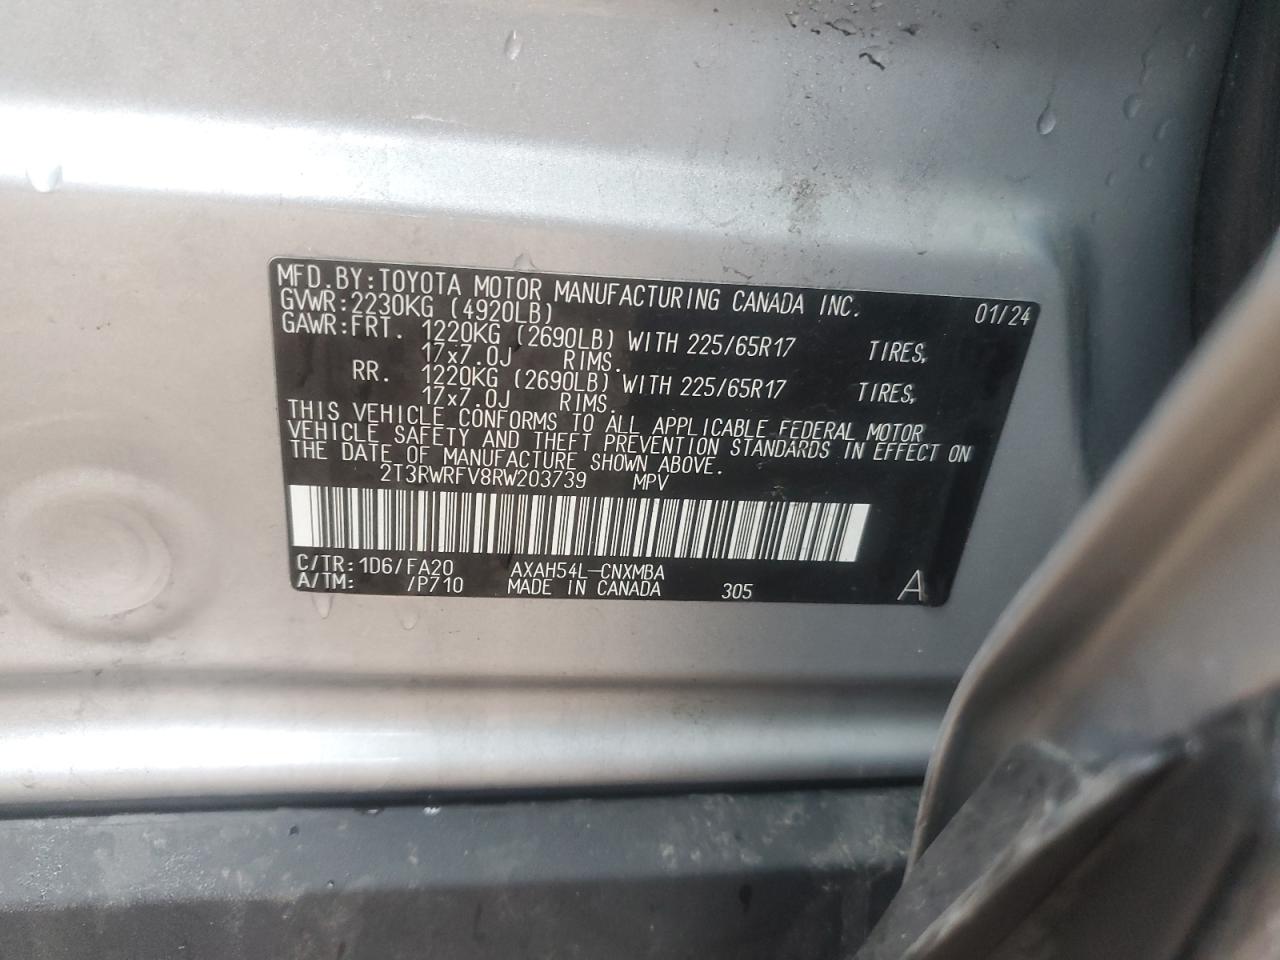 MFD.BY:TOYOTA MOTOR MANUFACTURING CANADA INC. 01/24
GVWR:2230KG (4920LB)
GAWR:FRT. 1220KG (2690LB) WITH 225/65R17 TIRES,
17x7.0J RIMS.
RR. 1220KG (2690LB) WITH 225/65R17 TIRES,
17x7.0J RIMS.
THIS VEHICLE CONFORMS TO ALL APPLICABLE FEDERAL MOTOR
VEHICLE SAFETY AND THEFT PREVENTION STANDARDS IN EFFECT ON
THE DATE OF MANUFACTURE SHOWN ABOVE.
2T3RWRFV8RW203739 MPV
C/TR:1D6/FA20 AXAH54L-CNXMBA
A/TM: /P710 MADE IN CANADA 305 A